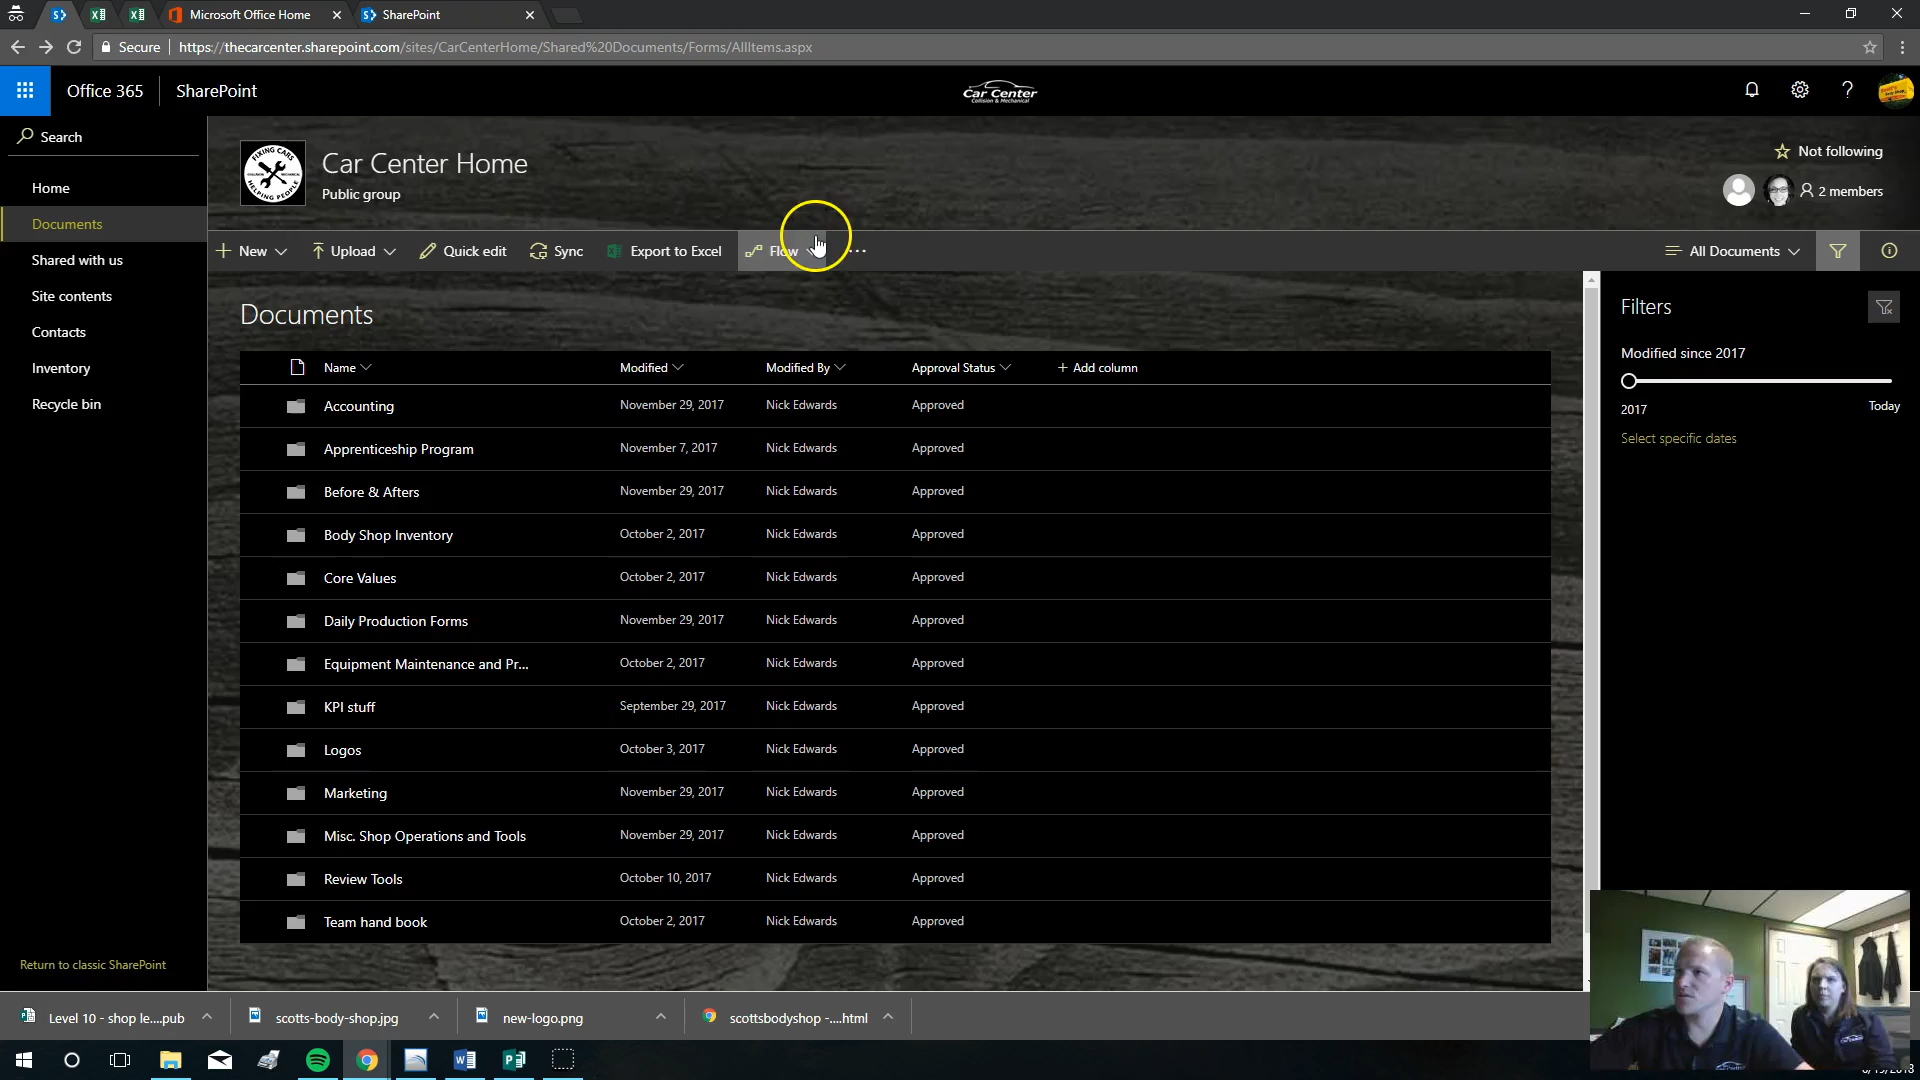 Microsoft Office Home
SharePoint
Secure
https://thecarcenter.sharepoint.com/sites/CarCenterHome/Shared%20Documents/Forms/AllItems.aspx
Office 365
SharePoint
Car Center
Collision & Mechanical
Search
Home
Documents
Shared with us
Site contents
Contacts
Inventory
Recycle bin
Return to classic SharePoint
FIXING CARS
HELPING PEOPLE
Car Center Home
Public group
Not following
2 members
New
Upload
Quick edit
Sync
Export to Excel
Flow
...
All Documents
Documents
Name Modified Modified By Approval Status + Add column
Accounting November 29, 2017 Nick Edwards Approved
Apprenticeship Program November 7, 2017 Nick Edwards Approved
Before & Afters November 29, 2017 Nick Edwards Approved
Body Shop Inventory October 2, 2017 Nick Edwards Approved
Core Values October 2, 2017 Nick Edwards Approved
Daily Production Forms November 29, 2017 Nick Edwards Approved
Equipment Maintenance and Pr... October 2, 2017 Nick Edwards Approved
KPI stuff September 29, 2017 Nick Edwards Approved
Logos October 3, 2017 Nick Edwards Approved
Marketing November 29, 2017 Nick Edwards Approved
Misc. Shop Operations and Tools November 29, 2017 Nick Edwards Approved
Review Tools October 10, 2017 Nick Edwards Approved
Team hand book October 2, 2017 Nick Edwards Approved
Filters
Modified since 2017
2017 Today
Select specific dates
Level 10 - shop le....pub
scotts-body-shop.jpg
new-logo.png
scottsbodyshop -....html